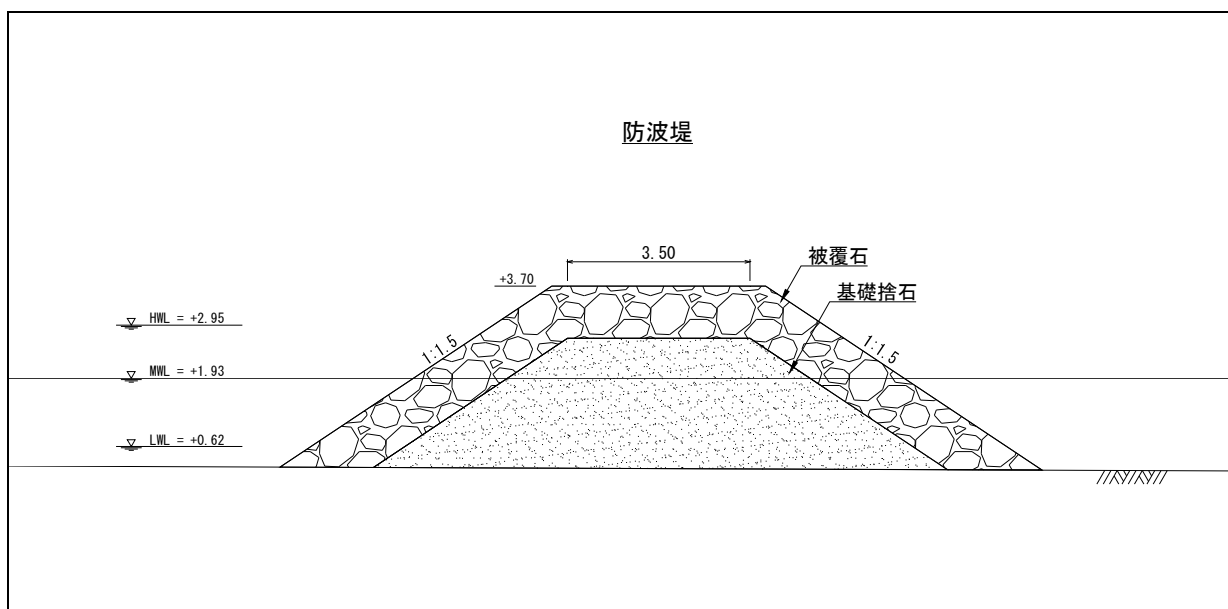 防波堤
3.50
被覆石
+3.70
基礎捨石
HWL = +2.95
1:1.5
1:1.5
MWL = +1.93
LWL = +0.62